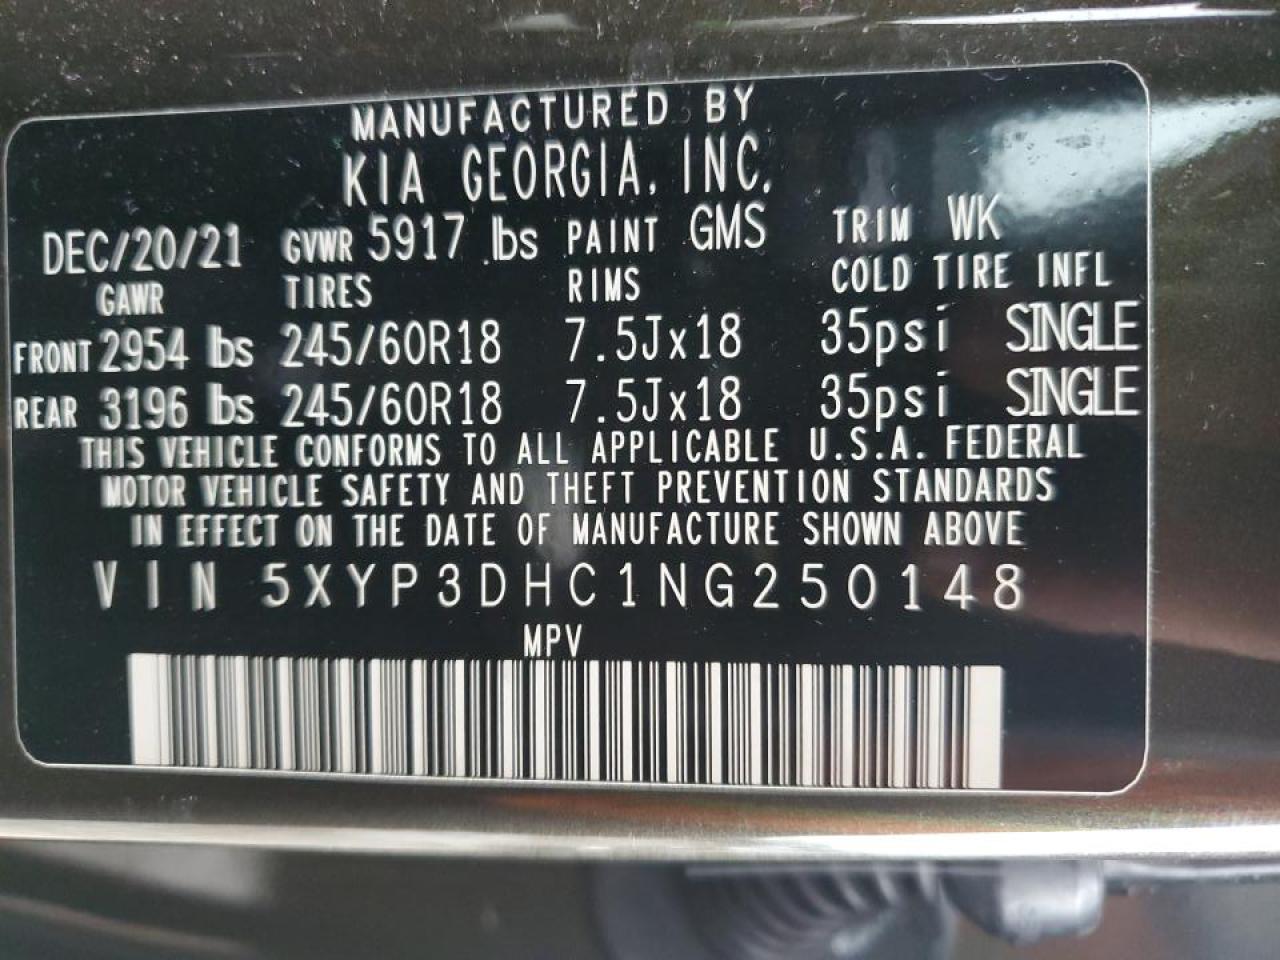 MANUFACTURED BY
KIA GEORGIA, INC.
DEC/20/21 GVWR 5917 lbs PAINT GMS TRIM WK
GAWR TIRES RIMS COLD TIRE INFL
FRONT 2954 lbs 245/60R18 7.5Jx18 35psi SINGLE
REAR 3196 lbs 245/60R18 7.5Jx18 35psi SINGLE
THIS VEHICLE CONFORMS TO ALL APPLICABLE U.S.A. FEDERAL
MOTOR VEHICLE SAFETY AND THEFT PREVENTION STANDARDS
IN EFFECT ON THE DATE OF MANUFACTURE SHOWN ABOVE
VIN 5XYP3DHC1NG250148
MPV